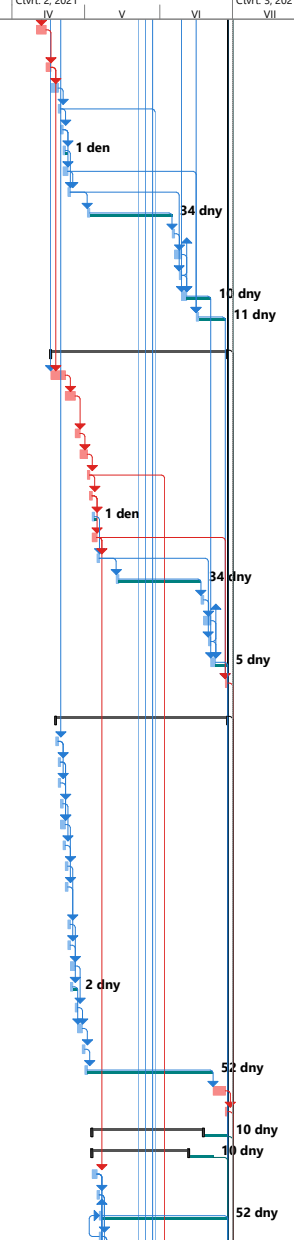 Čtvrt. 2, 2021 Čtvrt. 3, 202
IV V VI VII
1 den
34 dny
10 dny
11 dny
1 den
34 dny
5 dny
2 dny
52 dny
10 dny
10 dny
52 dny